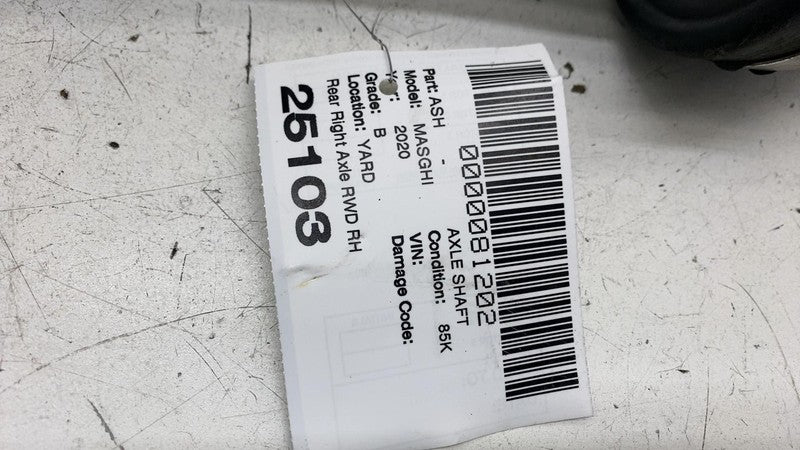 0000081202
Part: ASH - AXLE SHAFT
Model: MASGHI Condition: 85K
Year: 2020 VIN:
Grade: B Damage Code:
Location: YARD
Rear Right Axle RWD RH
25103